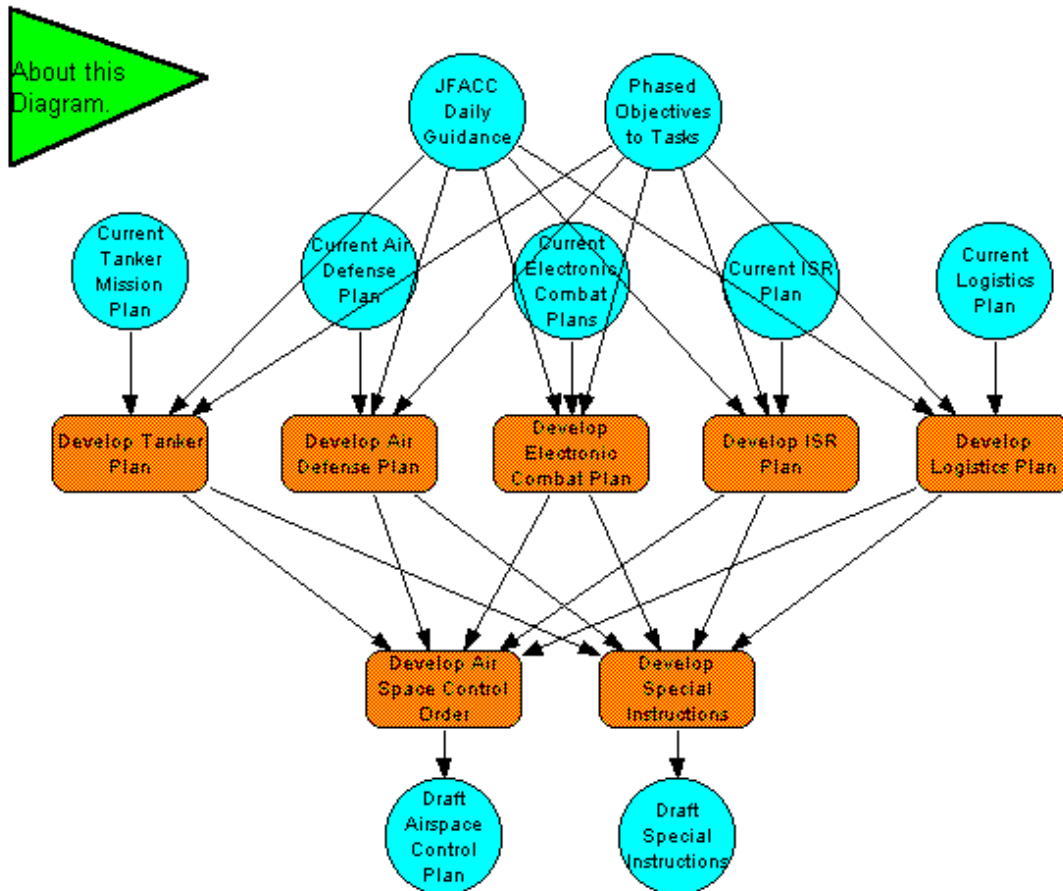 About this
Diagram.
JFACC
Daily
Guidance
Phased
Objectives
to Tasks
Current
Tanker
Mission
Plan
Current Air
Defense
Plan
Current
Electronic
Combat
Plans
Current ISR
Plan
Current
Logistics
Plan
Develop Tanker
Plan
Develop Air
Defense Plan
Develop
Electronic
Combat Plan
Develop ISR
Plan
Develop
Logistics Plan
Develop Air
Space Control
Order
Develop
Special
Instructions
Draft
Airspace
Control
Plan
Draft
Special
Instructions